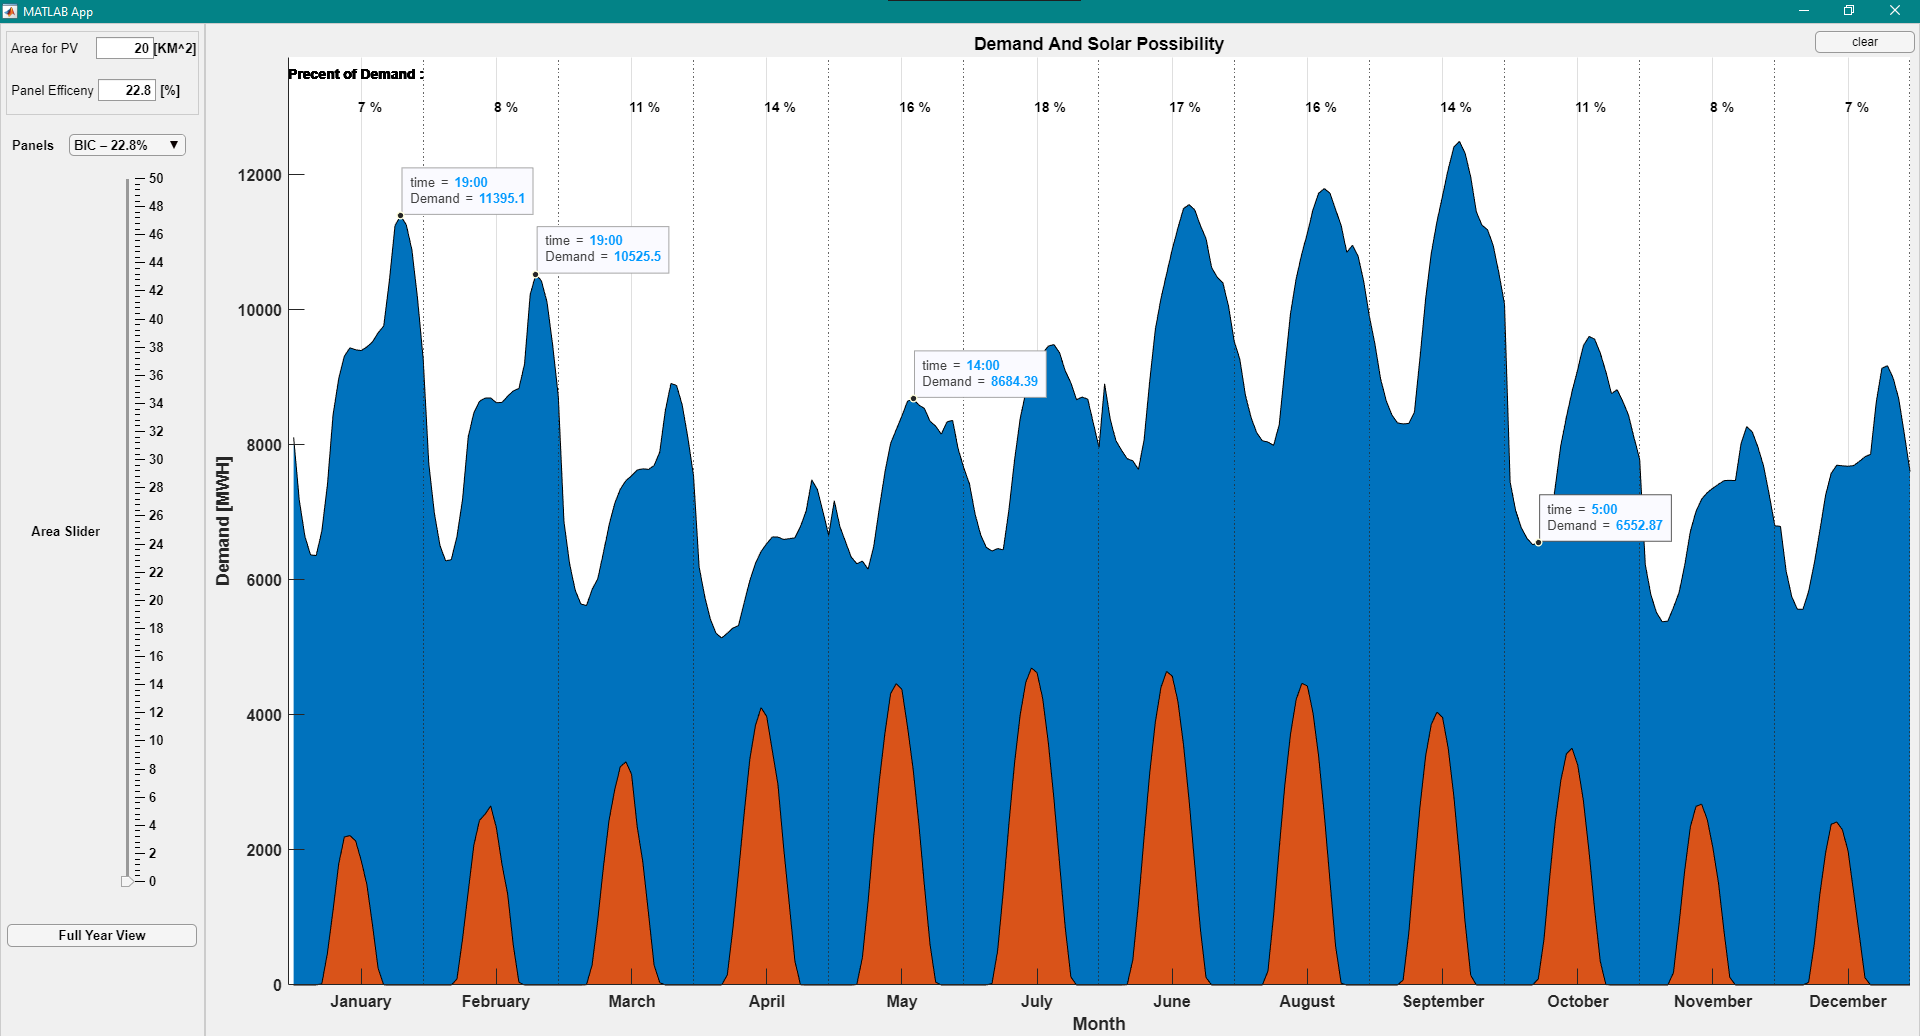 MATLAB App
Area for PV 20 [KM^2]
Panel Efficeny 22.8 [%]
Panels BIC – 22.8% ▼
Area Slider
50
48
46
44
42
40
38
36
34
32
30
28
26
24
22
20
18
16
14
12
10
8
6
4
2
0
Full Year View
Demand And Solar Possibility
clear
Precent of Demand :
7 % 8 % 11 % 14 % 16 % 18 % 17 % 16 % 14 % 11 % 8 % 7 %
time = 19:00
Demand = 11395.1
time = 19:00
Demand = 10525.5
time = 14:00
Demand = 8684.39
time = 5:00
Demand = 6552.87
Demand [MWH]
12000
10000
8000
6000
4000
2000
0
January February March April May July June August September October November December
Month